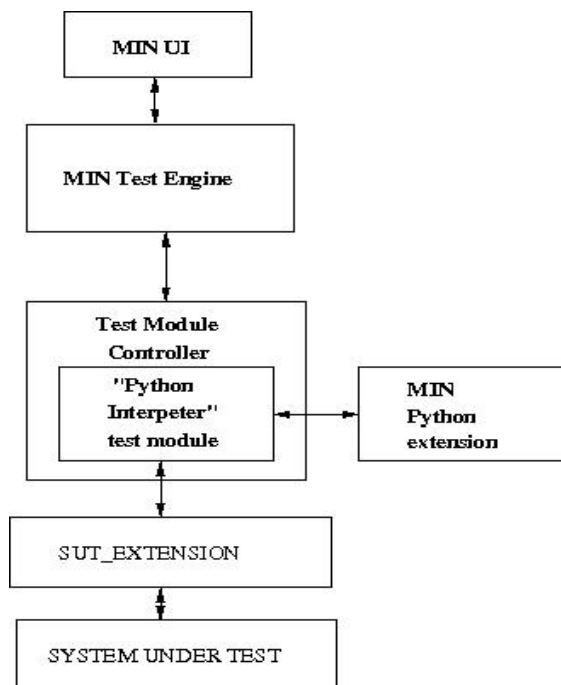 MIN UI
MIN Test Engine
Test Module
Controller
"Python
Interpeter"
test module
MIN
Python
extension
SUT_EXTENSION
SYSTEM UNDER TEST